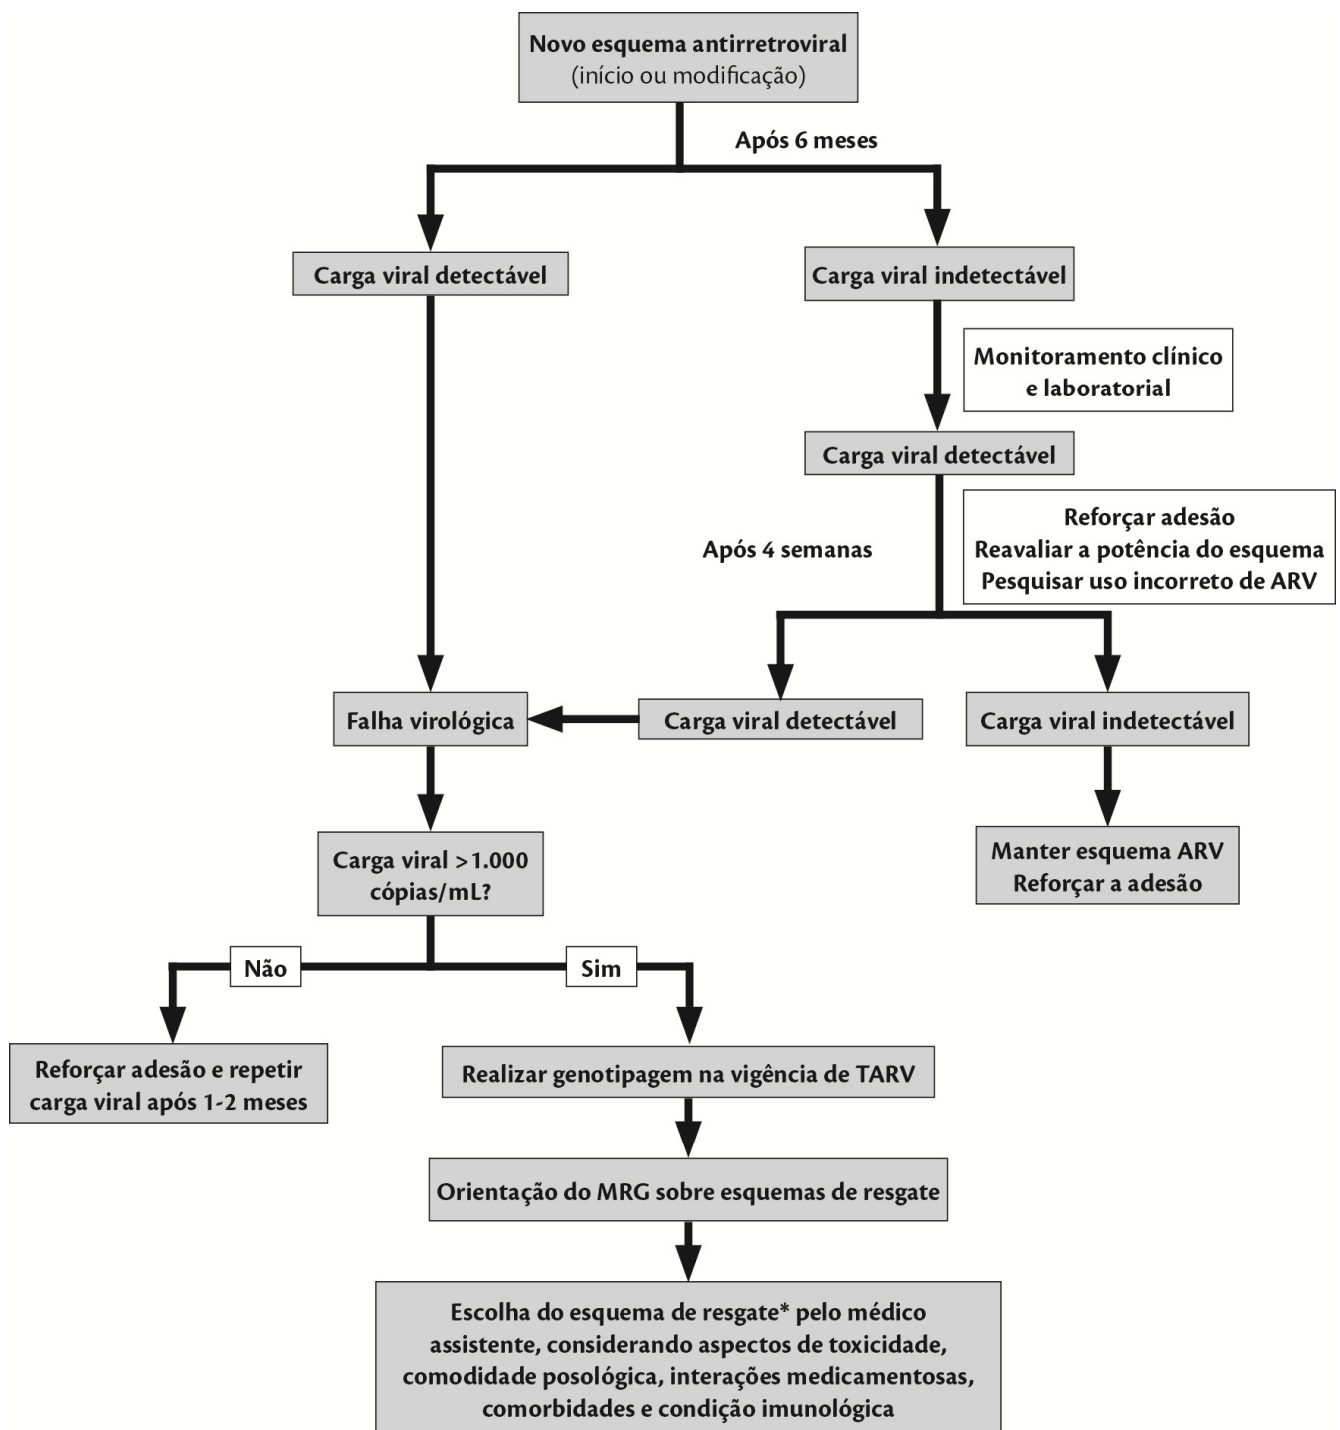 Novo esquema antirretroviral
(início ou modificação)
Após 6 meses
Carga viral detectável
Carga viral indetectável
Monitoramento clínico
e laboratorial
Carga viral detectável
Reforçar adesão
Reavaliar a potência do esquema
Pesquisar uso incorreto de ARV
Após 4 semanas
Falha virológica
Carga viral detectável
Carga viral indetectável
Carga viral >1.000
cópias/mL?
Manter esquema ARV
Reforçar a adesão
Não
Sim
Reforçar adesão e repetir
carga viral após 1-2 meses
Realizar genotipagem na vigência de TARV
Orientação do MRG sobre esquemas de resgate
Escolha do esquema de resgate* pelo médico
assistente, considerando aspectos de toxicidade,
comodidade posológica, interações medicamentosas,
comorbidades e condição imunológica